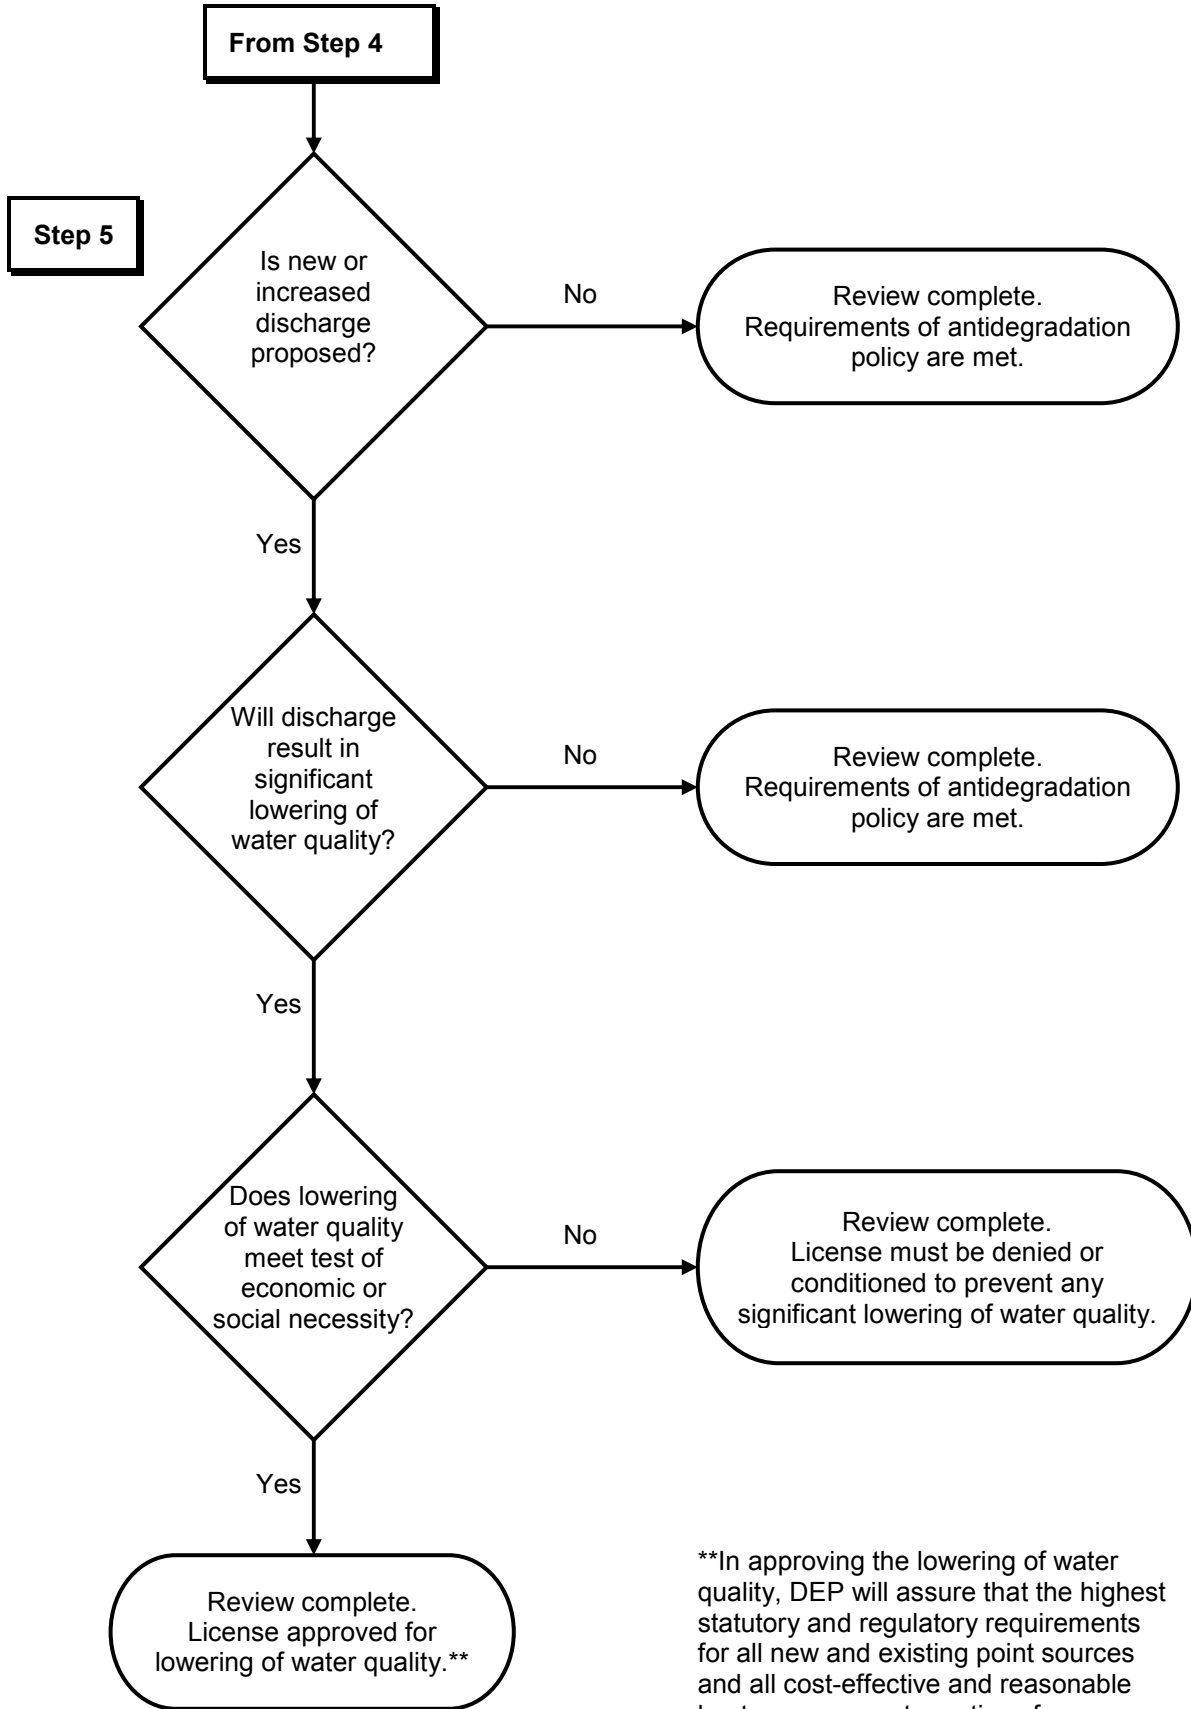 From Step 4
Step 5
Is new or
increased
discharge
proposed?
No
Review complete.
Requirements of antidegradation
policy are met.
Yes
Will discharge
result in
significant
lowering of
water quality?
No
Review complete.
Requirements of antidegradation
policy are met.
Yes
Does lowering
of water quality
meet test of
economic or
social necessity?
No
Review complete.
License must be denied or
conditioned to prevent any
significant lowering of water quality.
Yes
Review complete.
License approved for
lowering of water quality.**
**In approving the lowering of water
quality, DEP will assure that the highest
statutory and regulatory requirements
for all new and existing point sources
and all cost-effective and reasonable